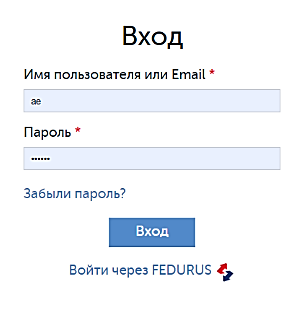 Вход
Имя пользователя или Email *
ae
Пароль *
••••••
Забыли пароль?
Вход
Войти через FEDURUS